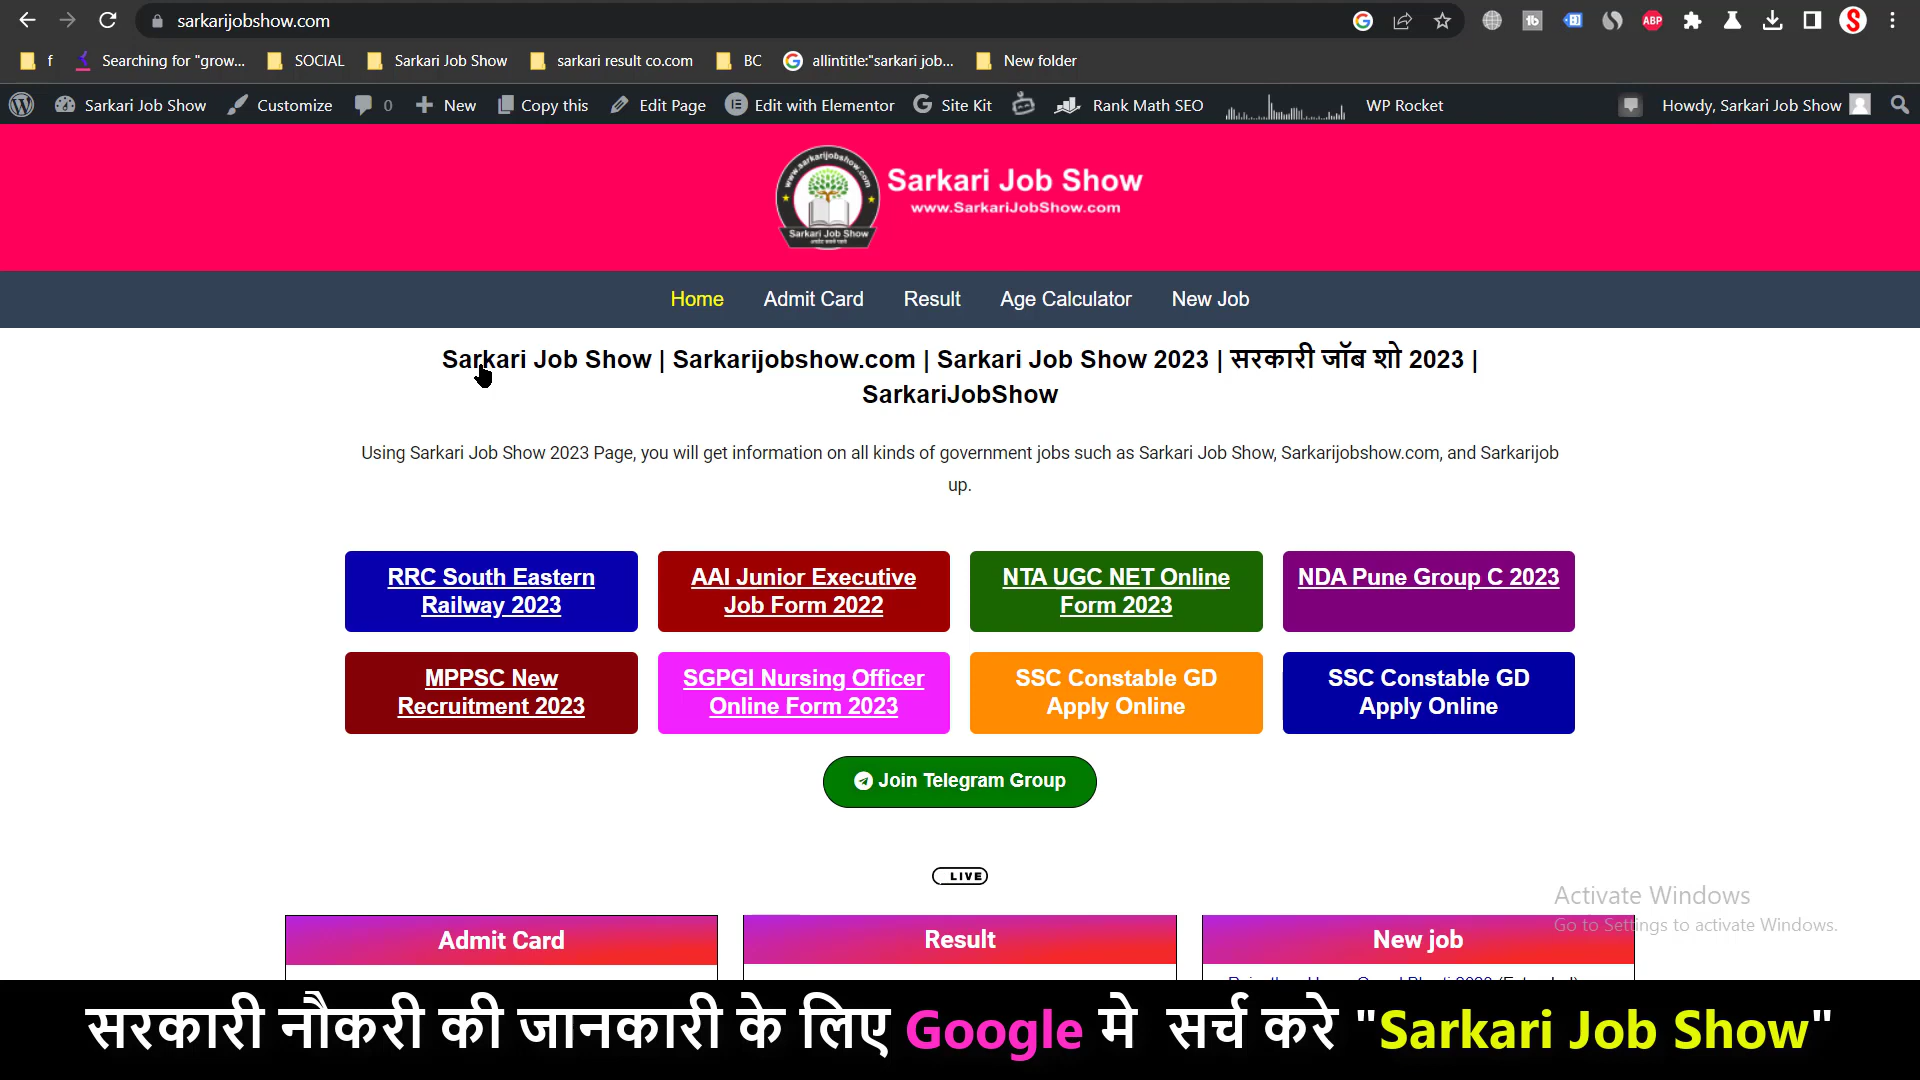 sarkarijobshow.com
f Searching for "grow... SOCIAL Sarkari Job Show sarkari result co.com BC allintitle:"sarkari job... New folder
Sarkari Job Show Customize 0 New Copy this Edit Page Edit with Elementor Site Kit Rank Math SEO WP Rocket Howdy, Sarkari Job Show
www.sarkarijobshow.com
Sarkari Job Show
Sarkari Job Show
www.SarkariJobShow.com
Home Admit Card Result Age Calculator New Job
Sarkari Job Show | Sarkarijobshow.com | Sarkari Job Show 2023 | सरकारी जॉब शो 2023 |
SarkariJobShow
Using Sarkari Job Show 2023 Page, you will get information on all kinds of government jobs such as Sarkari Job Show, Sarkarijobshow.com, and Sarkarijob
up.
RRC South Eastern
Railway 2023
AAI Junior Executive
Job Form 2022
NTA UGC NET Online
Form 2023
NDA Pune Group C 2023
MPPSC New
Recruitment 2023
SGPGI Nursing Officer
Online Form 2023
SSC Constable GD
Apply Online
SSC Constable GD
Apply Online
Join Telegram Group
LIVE
Activate Windows
Go to Settings to activate Windows.
Admit Card Result New job
सरकारी नौकरी की जानकारी के लिए Google मे सर्च करे "Sarkari Job Show"